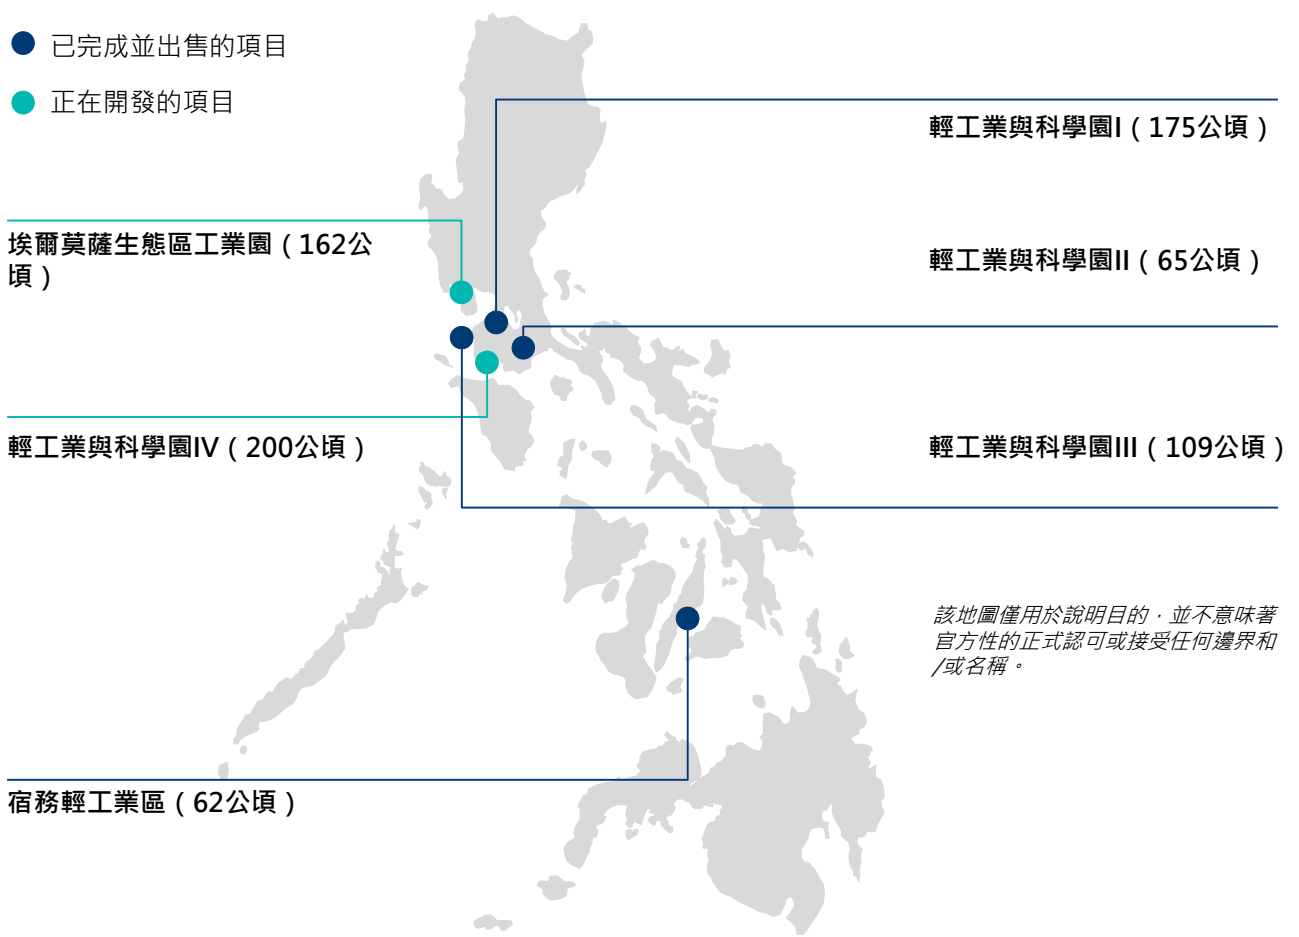 已完成並出售的項目
正在開發的項目
輕工業與科學園I（175公頃）
埃爾莫薩生態區工業園（162公
頃）
輕工業與科學園II（65公頃）
輕工業與科學園IV（200公頃）
輕工業與科學園III（109公頃）
該地圖僅用於說明目的，並不意味著
官方性的正式認可或接受任何邊界和
/或名稱。
宿務輕工業區（62公頃）